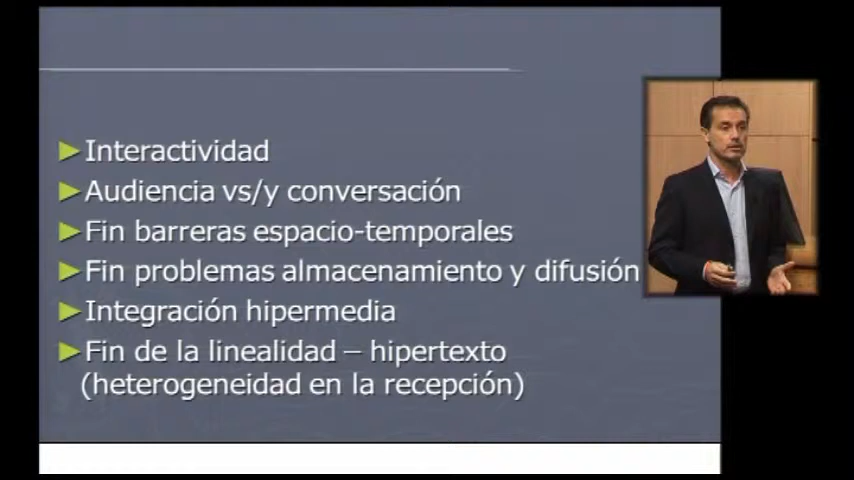 Interactividad
Audiencia vs/y conversación
Fin barreras espacio-temporales
Fin problemas almacenamiento y difusión
Integración hipermedia
Fin de la linealidad – hipertexto
(heterogeneidad en la recepción)